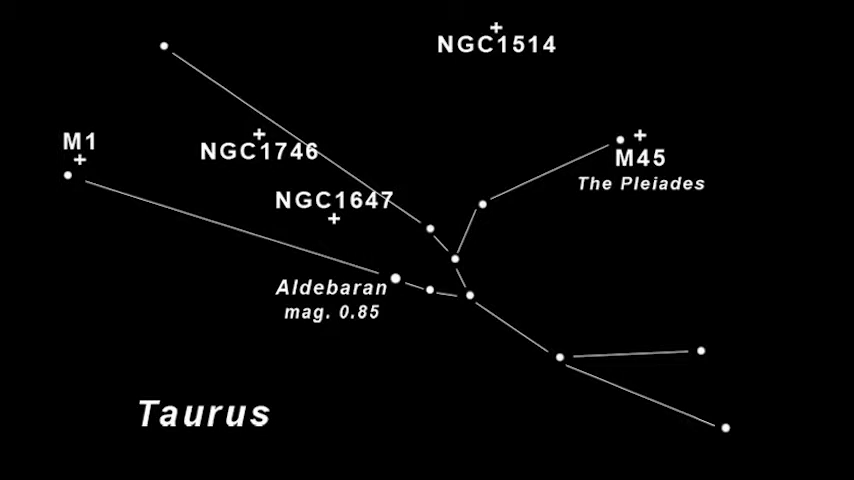 NGC1514
M1
NGC1746
M45
The Pleiades
NGC1647
Aldebaran
mag. 0.85
Taurus